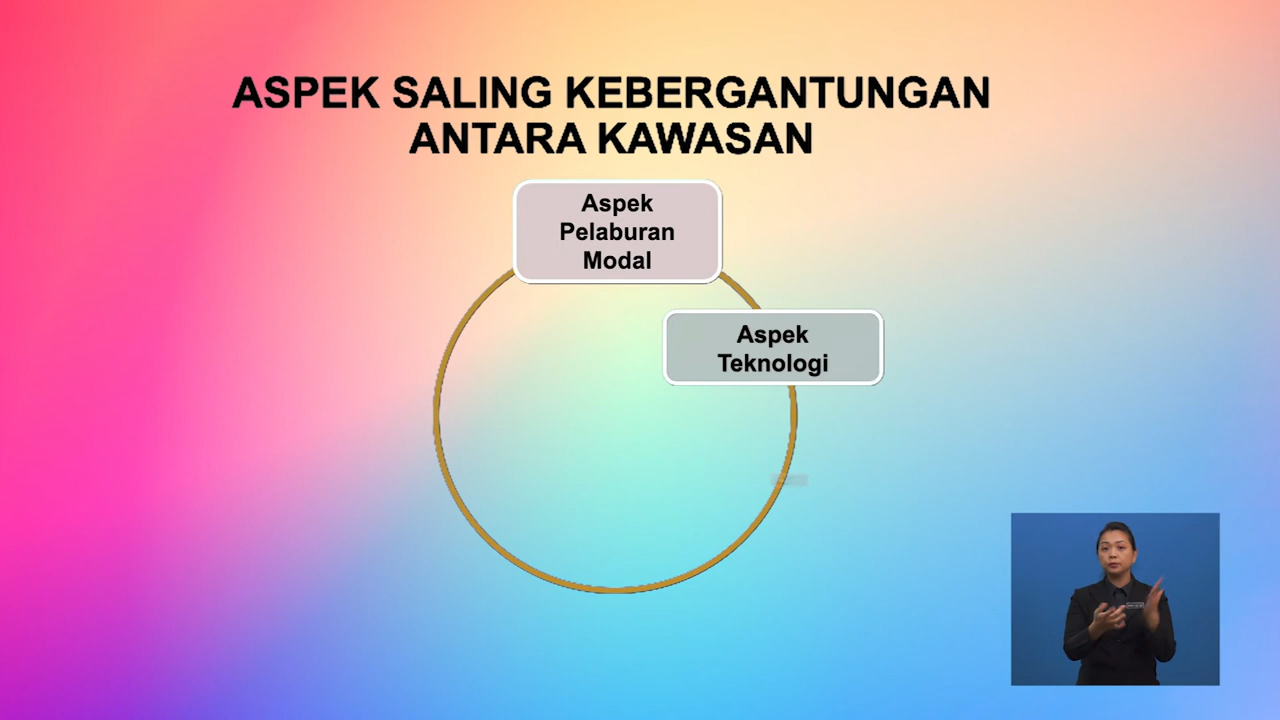 ASPEK SALING KEBERGANTUNGAN
ANTARA KAWASAN
Aspek
Pelaburan
Modal
Aspek
Teknologi